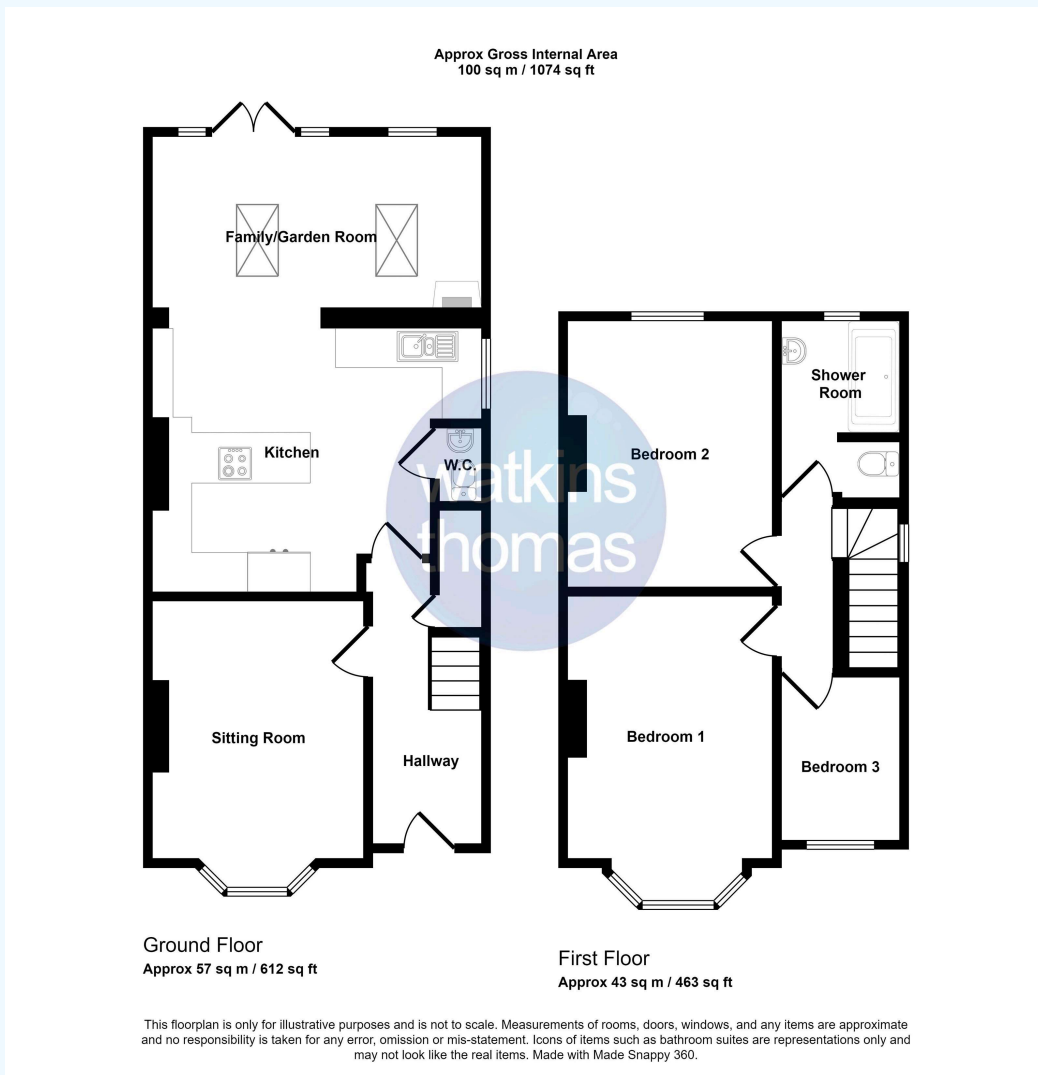 Approx Gross Internal Area
100 sq m / 1074 sq ft
Family/Garden Room
Kitchen
W.C.
Sitting Room
Hallway
Ground Floor
Approx 57 sq m / 612 sq ft
Shower
Room
Bedroom 2
Bedroom 1
Bedroom 3
First Floor
Approx 43 sq m / 463 sq ft
watkins
thomas
This floorplan is only for illustrative purposes and is not to scale. Measurements of rooms, doors, windows, and any items are approximate
and no responsibility is taken for any error, omission or mis-statement. Icons of items such as bathroom suites are representations only and
may not look like the real items. Made with Made Snappy 360.